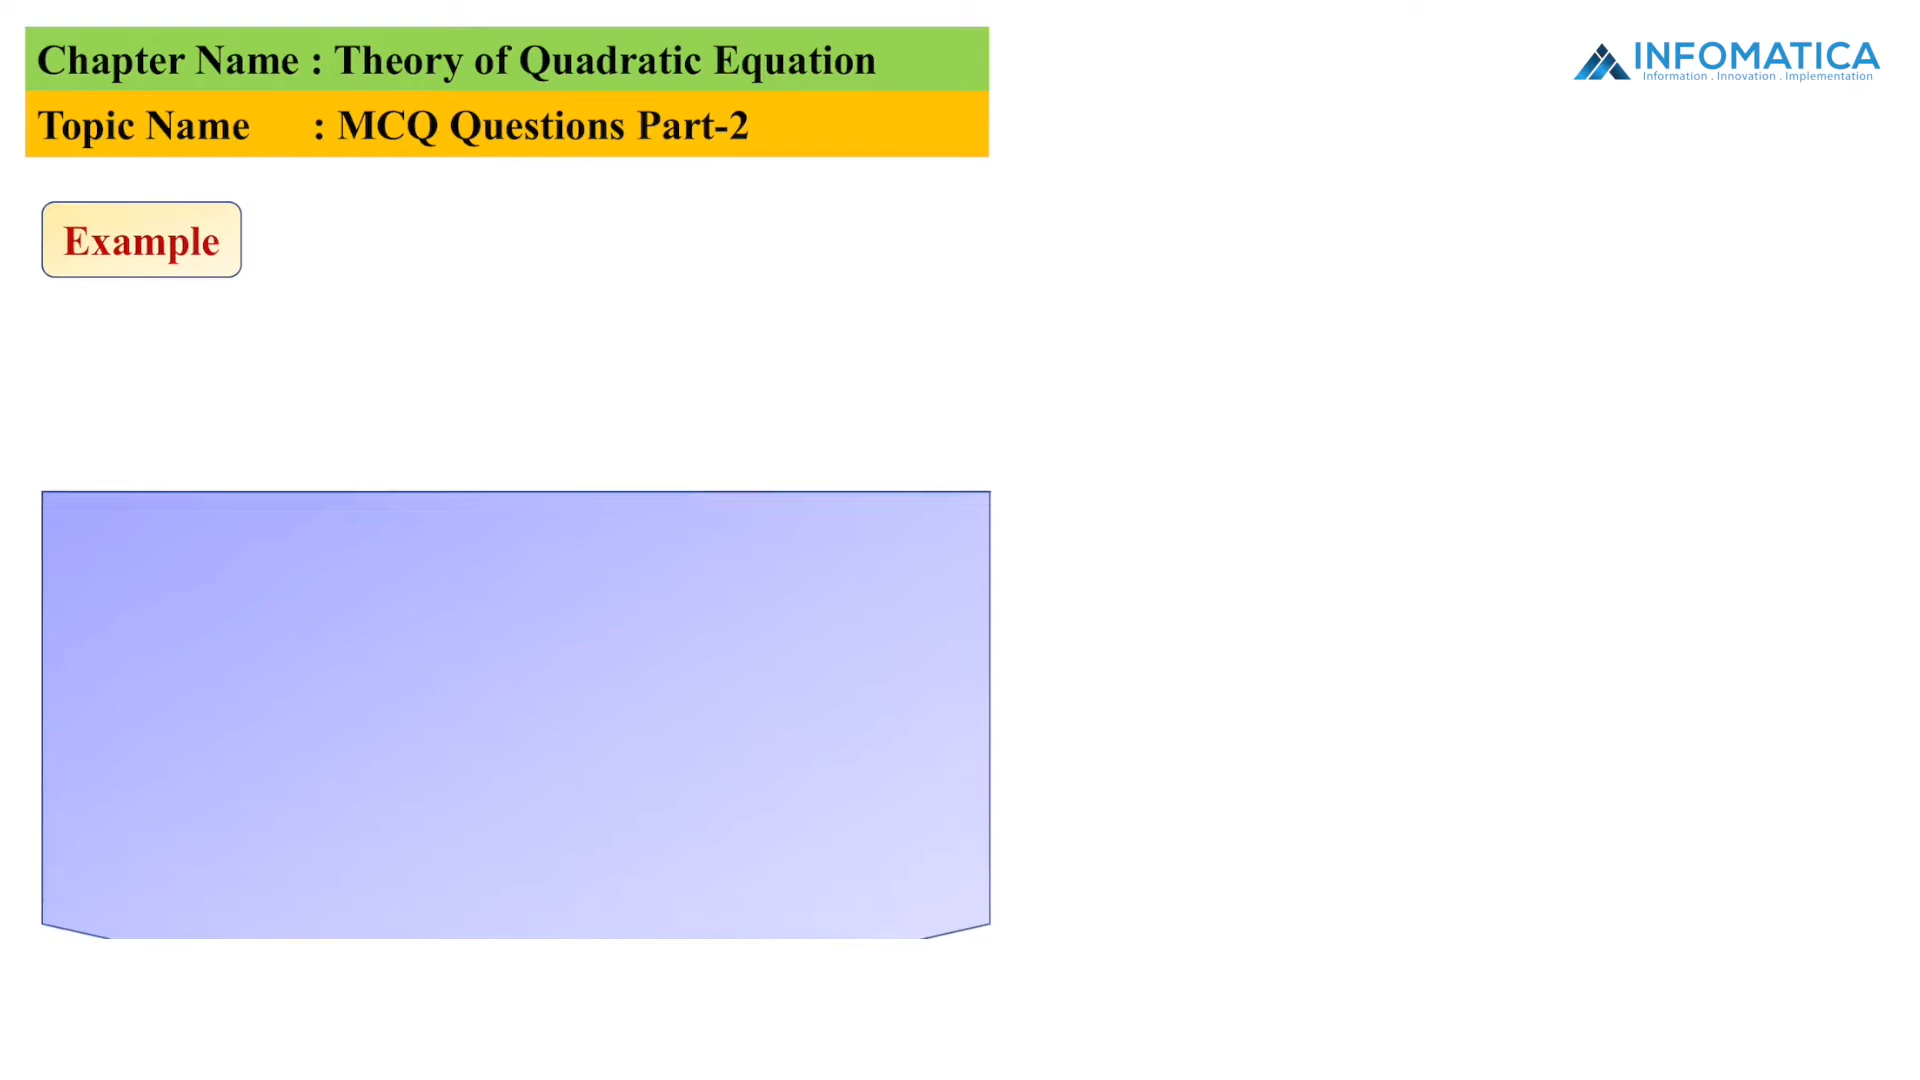 Chapter Name : Theory of Quadratic Equation
Topic Name : MCQ Questions Part-2
INFOMATICA
Information . Innovation . Implementation
Example